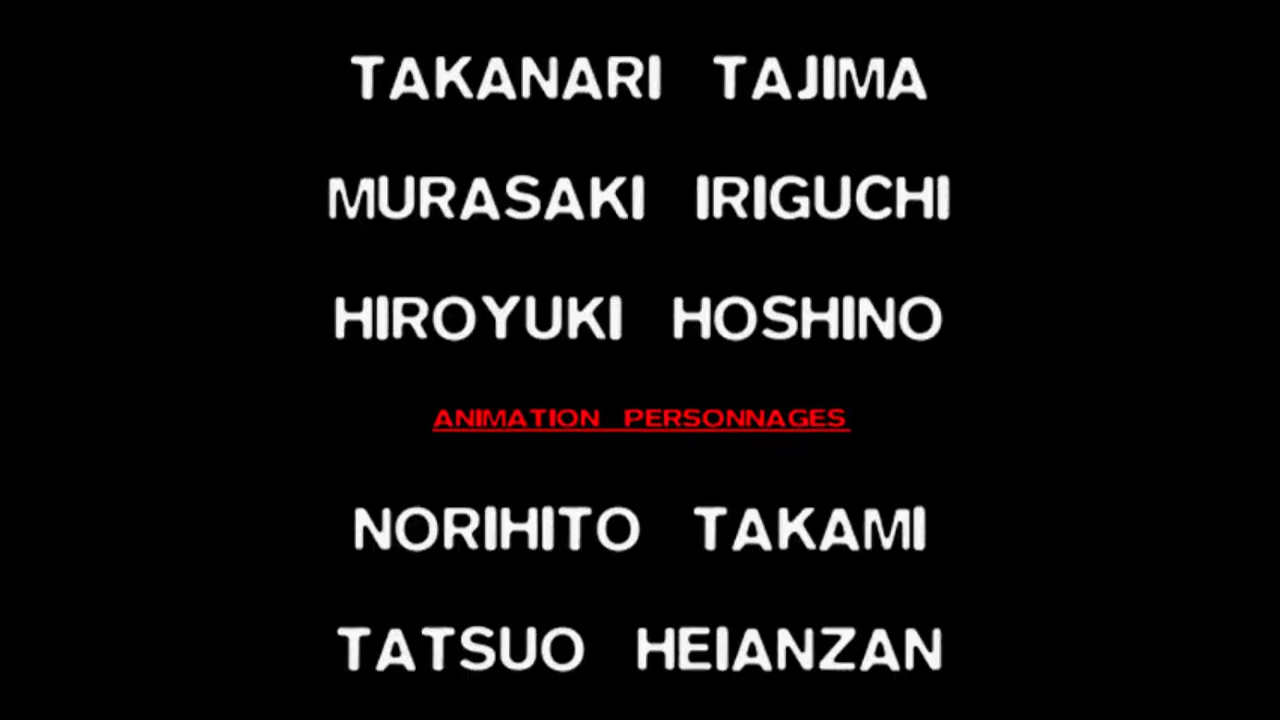 TAKANARI TAJIMA
MURASAKI IRIGUCHI
HIROYUKI HOSHINO
ANIMATION PERSONNAGES
NORIHITO TAKAMI
TATSUO HEIANZAN